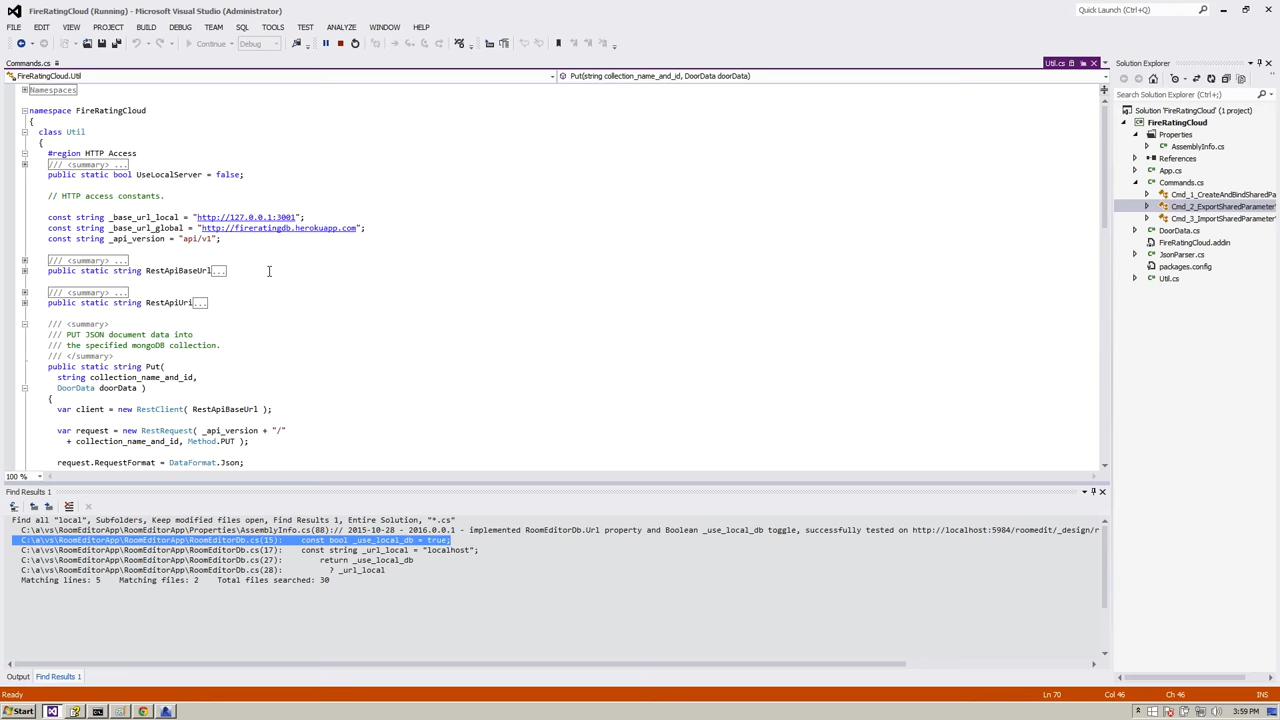 FireRatingCloud (Running) - Microsoft Visual Studio (Administrator)
Quick Launch (Ctrl+Q)
FILE EDIT VIEW PROJECT BUILD DEBUG TEAM SQL TOOLS TEST ANALYZE WINDOW HELP
Continue Debug
Commands.cs
Util.cs
Solution Explorer
FireRatingCloud.Util
Put(string collection_name_and_id, DoorData doorData)
Search Solution Explorer (Ctrl+;)
Namespaces
namespace FireRatingCloud
{
class Util
{
#region HTTP Access
/// <summary> ...
public static bool UseLocalServer = false;
// HTTP access constants.
const string _base_url_local = "http://127.0.0.1:3001";
const string _base_url_global = "http://fireratingdb.herokuapp.com";
const string _api_version = "api/v1";
/// <summary> ...
public static string RestApiBaseUrl...
/// <summary> ...
public static string RestApiUri...
/// <summary>
/// PUT JSON document data into
/// the specified mongoDB collection.
/// </summary>
public static string Put(
string collection_name_and_id,
DoorData doorData )
{
var client = new RestClient( RestApiBaseUrl );
var request = new RestRequest( _api_version + "/"
+ collection_name_and_id, Method.PUT );
request.RequestFormat = DataFormat.Json;
100 %
Solution 'FireRatingCloud' (1 project)
FireRatingCloud
Properties
AssemblyInfo.cs
References
App.cs
Commands.cs
Cmd_1_CreateAndBindSharedPa
Cmd_2_ExportSharedParameter
Cmd_3_ImportSharedParameter
DoorData.cs
FireRatingCloud.addin
JsonParser.cs
packages.config
Util.cs
Find Results 1
Find all "local", Subfolders, Keep modified files open, Find Results 1, Entire Solution, "*.cs"
C:\a\vs\RoomEditorApp\RoomEditorApp\Properties\AssemblyInfo.cs(88):// 2015-10-28 - 2016.0.0.1 - implemented RoomEditorDb.Url property and Boolean _use_local_db toggle, successfully tested on http://localhost:5984/roomedit/_design/r
C:\a\vs\RoomEditorApp\RoomEditorApp\RoomEditorDb.cs(15): const bool _use_local_db = true;
C:\a\vs\RoomEditorApp\RoomEditorApp\RoomEditorDb.cs(17): const string _url_local = "localhost";
C:\a\vs\RoomEditorApp\RoomEditorApp\RoomEditorDb.cs(27): return _use_local_db
C:\a\vs\RoomEditorApp\RoomEditorApp\RoomEditorDb.cs(28): ? _url_local
Matching lines: 5 Matching files: 2 Total files searched: 30
Output Find Results 1
Ready
Ln 70 Col 46 Ch 46 INS
Start
3:59 PM